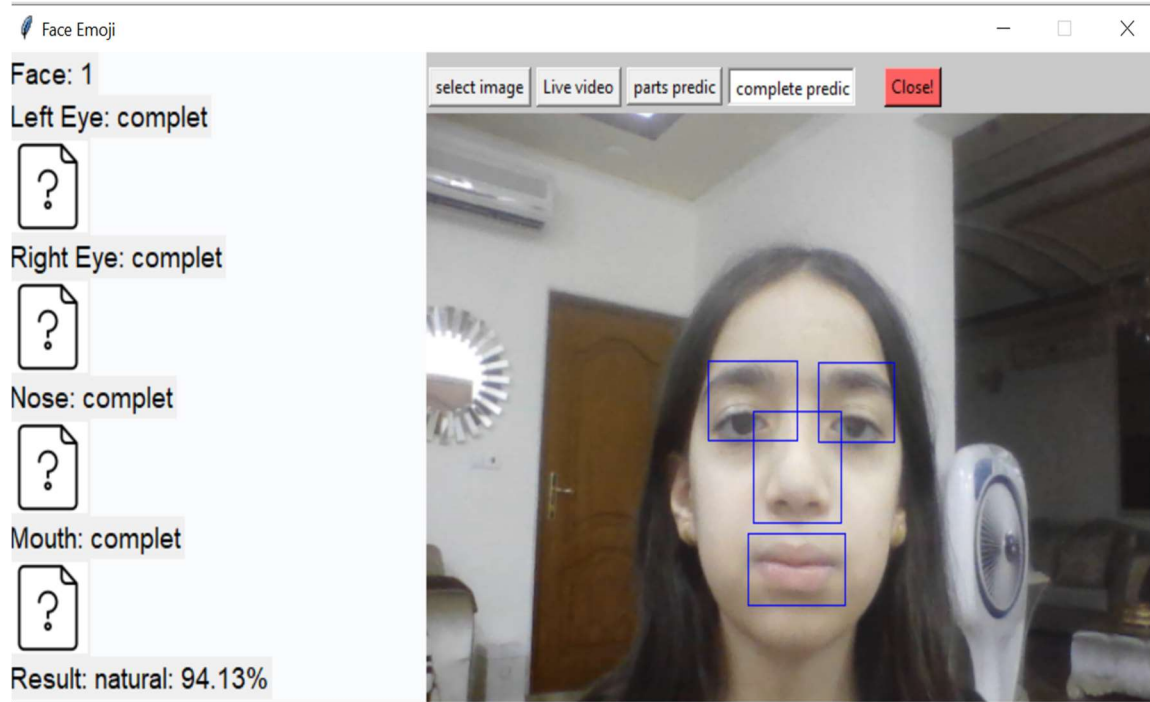 Face Emoji
select image Live video parts predic complete predic Close!
Face: 1
Left Eye: complet
?
Right Eye: complet
?
Nose: complet
?
Mouth: complet
?
Result: natural: 94.13%